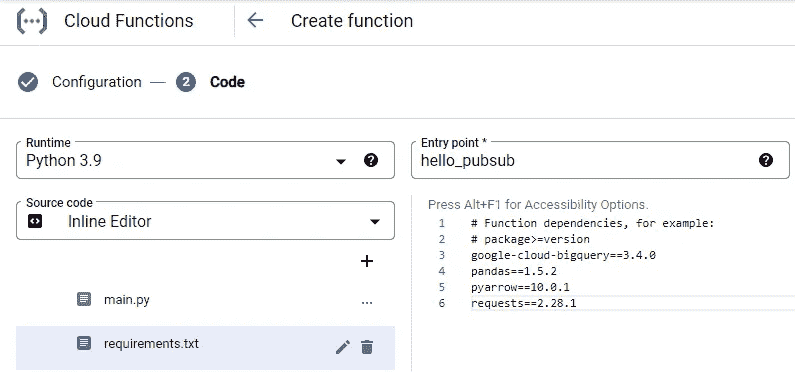 Cloud Functions
Create function
Configuration
2
Code
Runtime
Python 3.9
Entry point *
hello_pubsub
Source code
Inline Editor
main.py
...
requirements.txt
Press Alt+F1 for Accessibility Options.
1 # Function dependencies, for example:
2 # package>=version
3 google-cloud-bigquery==3.4.0
4 pandas==1.5.2
5 pyarrow==10.0.1
6 requests==2.28.1